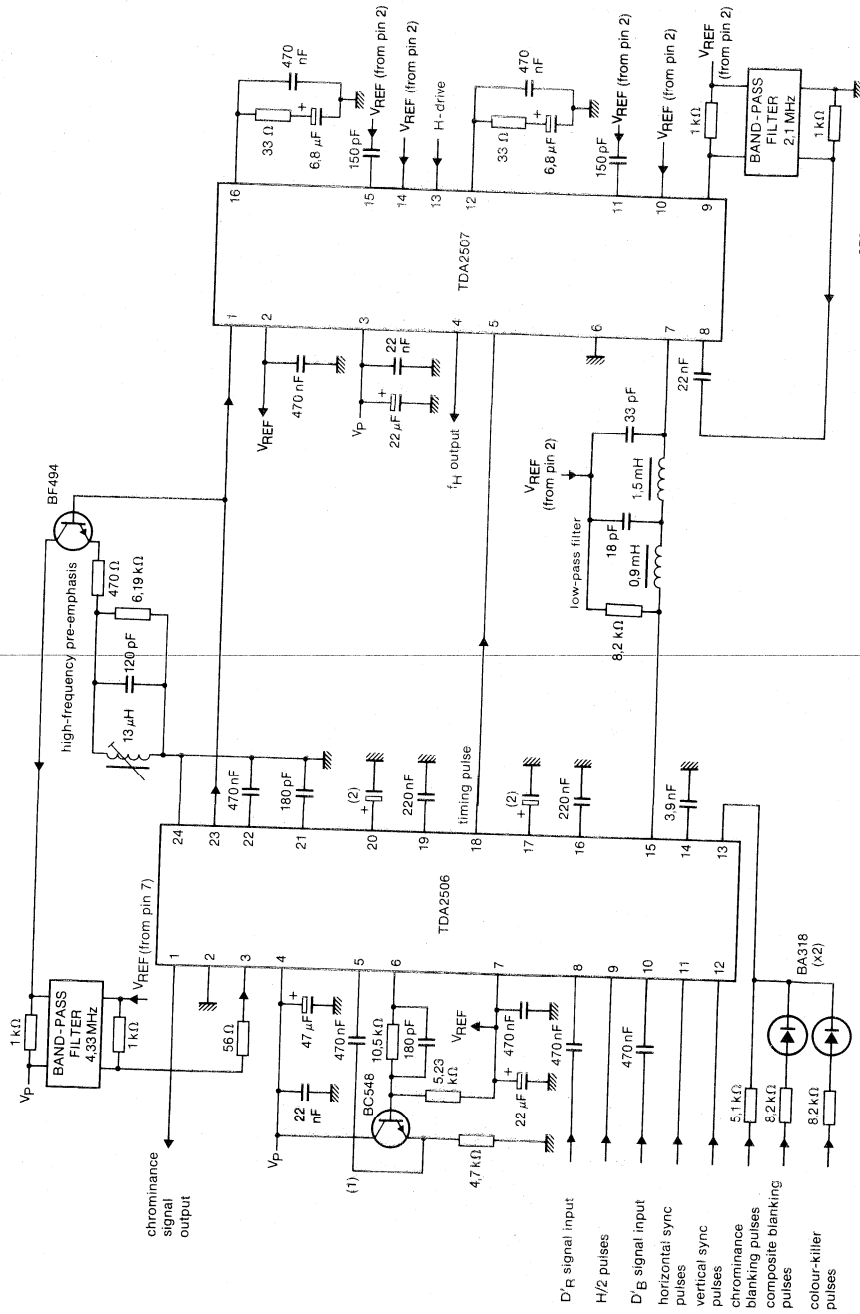 chrominance
signal
output
Vp
1 kΩ
BAND-PASS
FILTER
4,33 MHz
1 kΩ
VREF (from pin 7)
56 Ω
Vp
22
nF
+
47 μF
(1)
BC548
470 nF
10,5 kΩ
180 pF
5,23
kΩ
4,7 kΩ
VREF
+
22 μF
470 nF
470 nF
470 nF
D'R signal input
H/2 pulses
D'B signal input
horizontal sync
pulses
vertical sync
pulses
chrominance
blanking pulses
composite blanking
pulses
colour-killer
pulses
5,1 kΩ
8,2 kΩ
8,2 kΩ
BA318
(x2)
1
2
3
4
5
6
7
8
9
10
11
12
TDA2506
24
23
22
21
20
19
18
17
16
15
14
13
high-frequency pre-emphasis
13 μH
120 pF
6,19 kΩ
470 Ω
BF494
470 nF
180 pF
+
(2)
220 nF
timing pulse
+
(2)
220 nF
3,9 nF
8,2 kΩ
low-pass filter
0,9 mH
18 pF
1,5 mH
33 pF
VREF
(from pin 2)
22 nF
VREF
470 nF
Vp
+
22 μF
22
nF
fH output
1
2
3
4
5
6
7
8
TDA2507
16
15
14
13
12
11
10
9
33 Ω
+
6,8 μF
470
nF
150 pF
VREF (from pin 2)
VREF (from pin 2)
H-drive
33 Ω
+
6,8 μF
470
nF
150 pF
VREF (from pin 2)
VREF (from pin 2)
1 kΩ
VREF
(from pin 2)
BAND-PASS
FILTER
2,1 MHz
1 kΩ